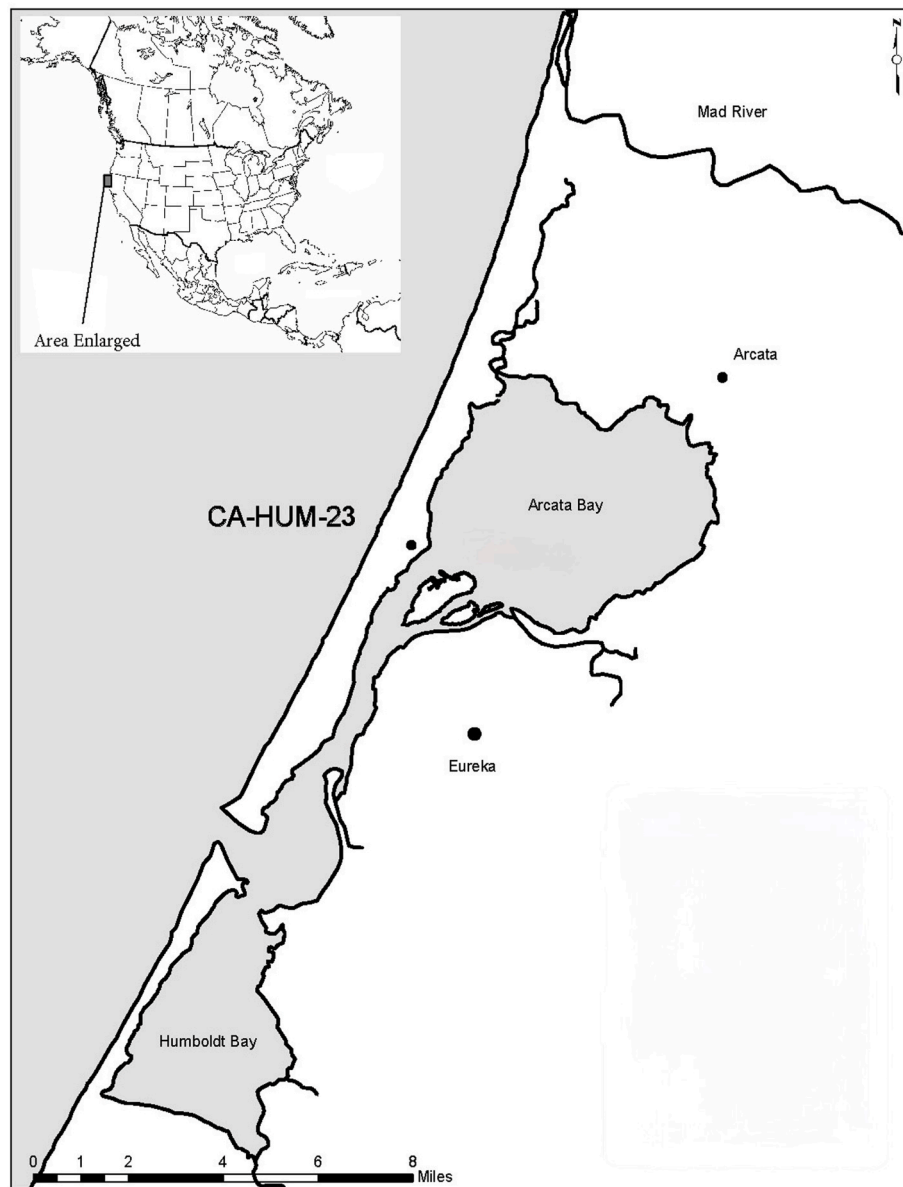 N
Mad River
Area Enlarged
Arcata
CA-HUM-23
Arcata Bay
Eureka
Humboldt Bay
0 1 2 4 6 8
Miles